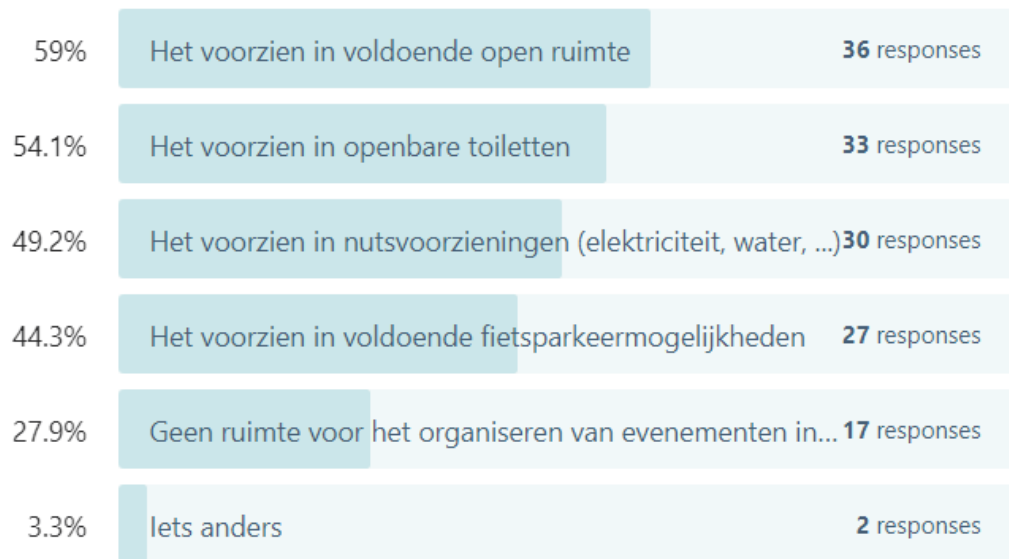 59% Het voorzien in voldoende open ruimte 36 responses
54.1% Het voorzien in openbare toiletten 33 responses
49.2% Het voorzien in nutsvoorzieningen (elektriciteit, water, ...) 30 responses
44.3% Het voorzien in voldoende fietsparkeermogelijkheden 27 responses
27.9% Geen ruimte voor het organiseren van evenementen in... 17 responses
3.3% Iets anders 2 responses